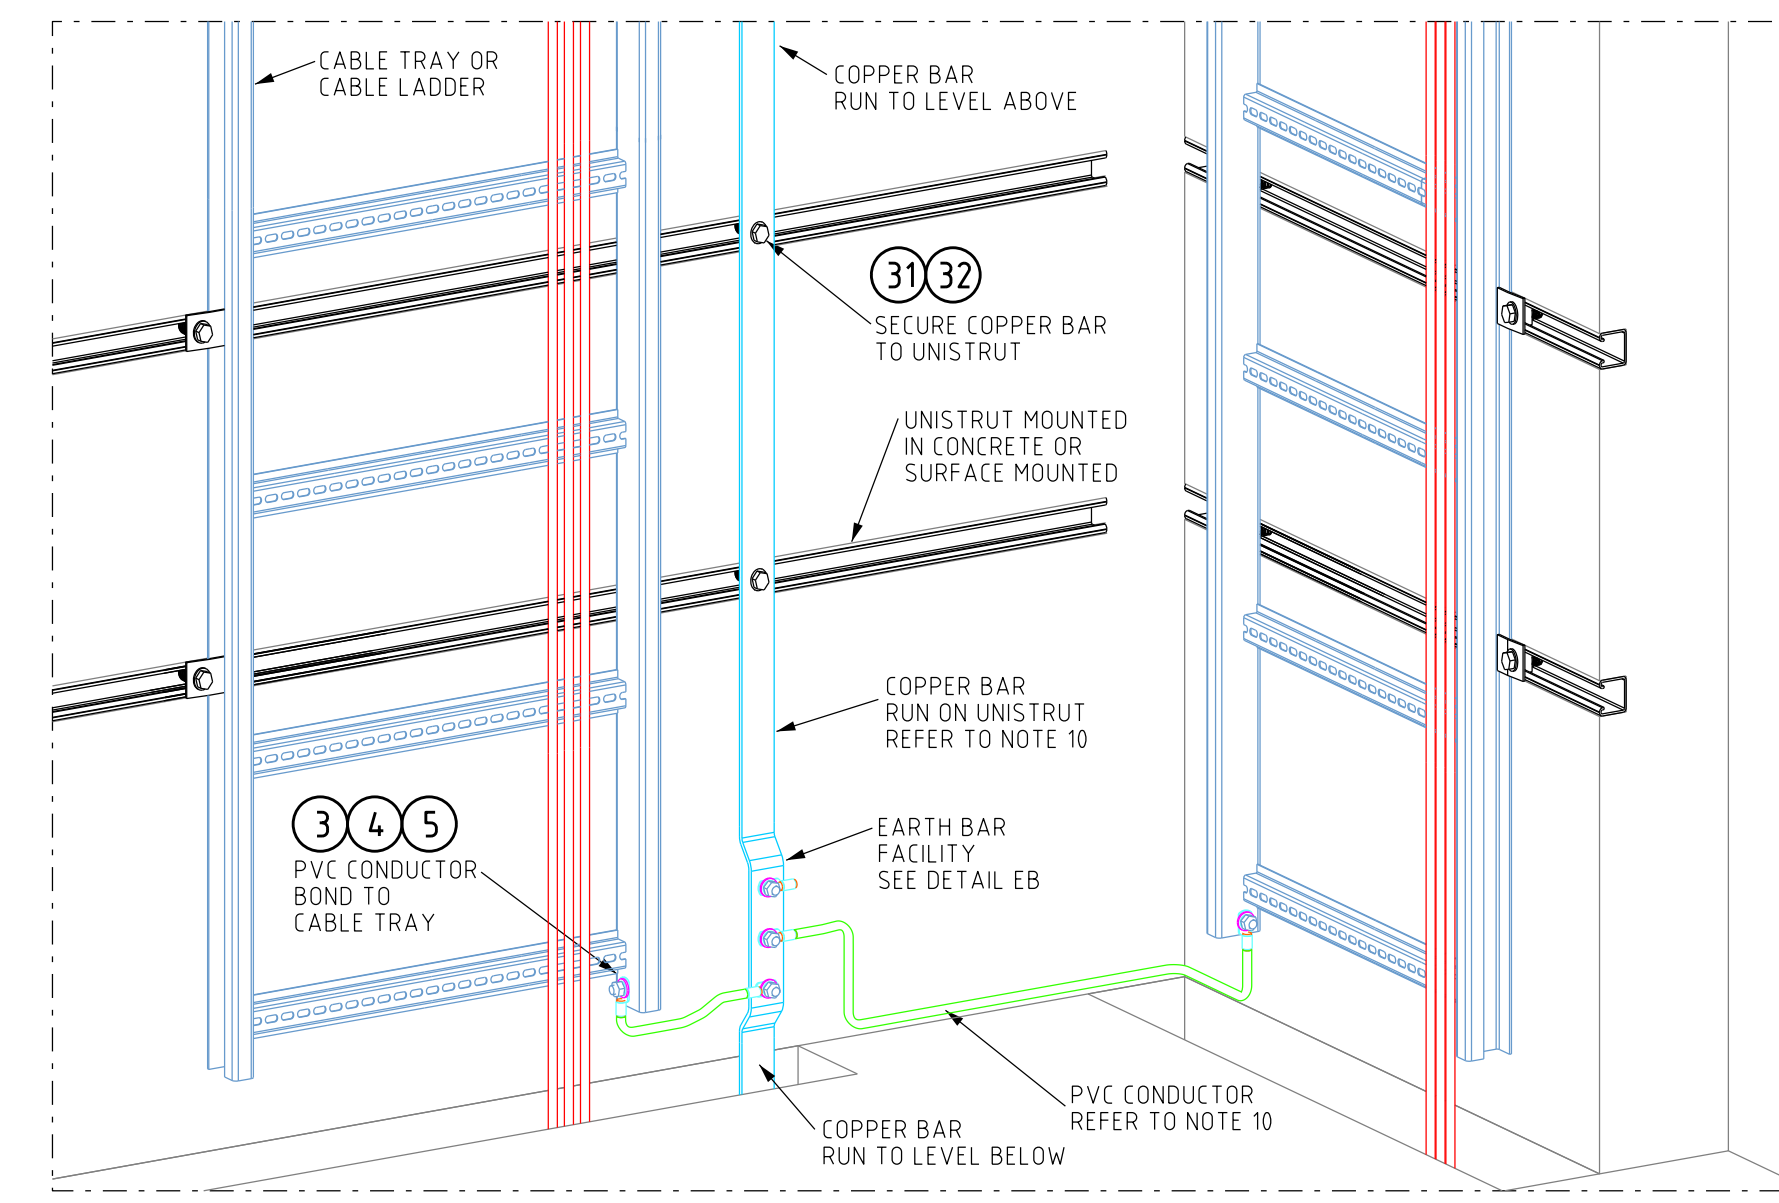 CABLE TRAY OR
CABLE LADDER
COPPER BAR
RUN TO LEVEL ABOVE
31 32
SECURE COPPER BAR
TO UNISTRUT
UNISTRUT MOUNTED
IN CONCRETE OR
SURFACE MOUNTED
COPPER BAR
RUN ON UNISTRUT
REFER TO NOTE 10
3 4 5
PVC CONDUCTOR
BOND TO
CABLE TRAY
EARTH BAR
FACILITY
SEE DETAIL EB
PVC CONDUCTOR
REFER TO NOTE 10
COPPER BAR
RUN TO LEVEL BELOW